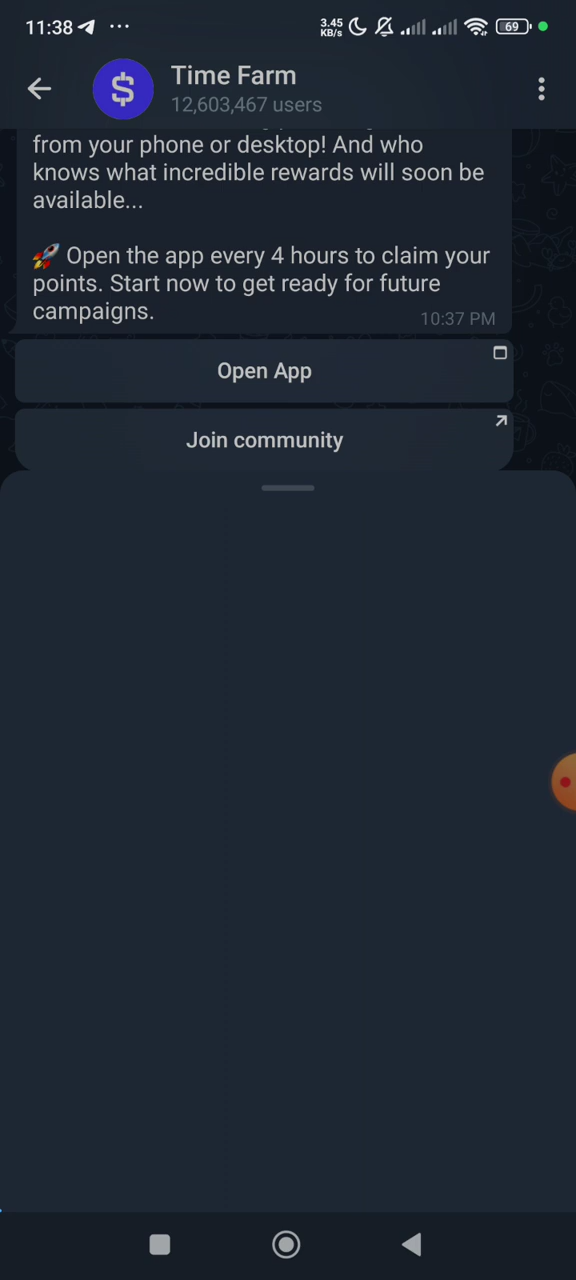 11:38
3.45
KB/s
69
Time Farm
12,603,467 users
from your phone or desktop! And who
knows what incredible rewards will soon be
available...
🚀 Open the app every 4 hours to claim your
points. Start now to get ready for future
campaigns.
10:37 PM
Open App
Join community